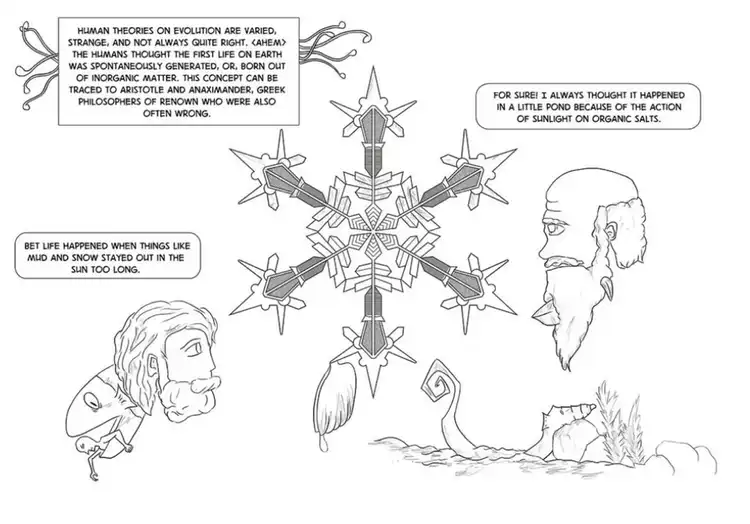 HUMAN THEORIES ON EVOLUTION ARE VARIED,
STRANGE, AND NOT ALWAYS QUITE RIGHT. <AHEM>
THE HUMANS THOUGHT THE FIRST LIFE ON EARTH
WAS SPONTANEOUSLY GENERATED, OR, BORN OUT
OF INORGANIC MATTER. THIS CONCEPT CAN BE
TRACED TO ARISTOTLE AND ANAXIMANDER, GREEK
PHILOSOPHERS OF RENOWN WHO WERE ALSO
OFTEN WRONG.
FOR SURE! I ALWAYS THOUGHT IT HAPPENED
IN A LITTLE POND BECAUSE OF THE ACTION
OF SUNLIGHT ON ORGANIC SALTS.
BET LIFE HAPPENED WHEN THINGS LIKE
MUD AND SNOW STAYED OUT IN THE
SUN TOO LONG.